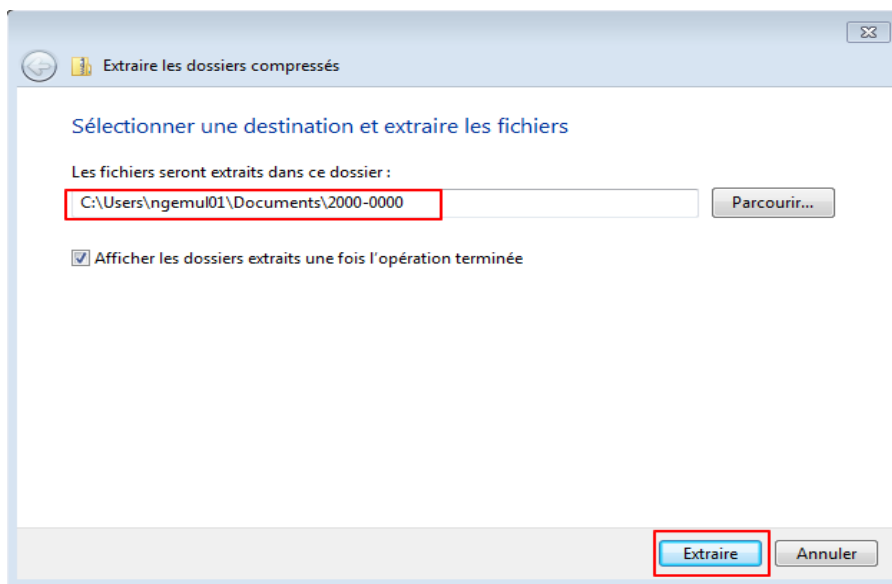 Extraire les dossiers compressés
Sélectionner une destination et extraire les fichiers
Les fichiers seront extraits dans ce dossier :
C:\Users\ngemul01\Documents\2000-0000
Parcourir...
Afficher les dossiers extraits une fois l'opération terminée
Extraire
Annuler